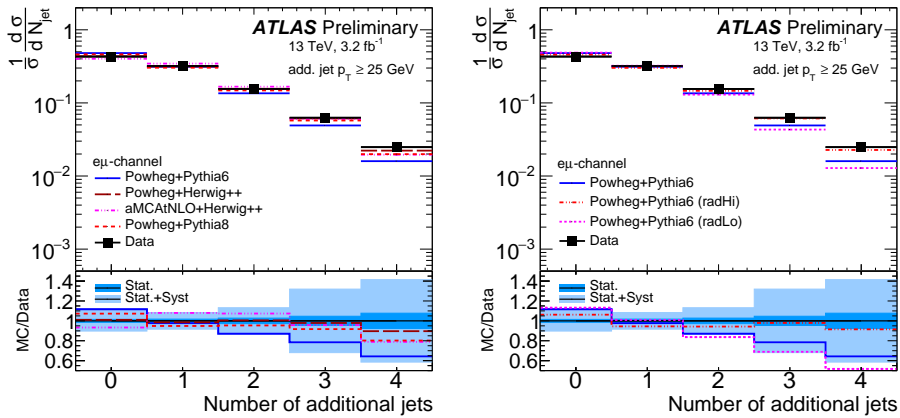 ATLAS Preliminary
13 TeV, 3.2 fb⁻¹
add. jet p_T ≥ 25 GeV
1/σ d σ / d N_jet
1
10⁻¹
10⁻²
10⁻³
eμ-channel
Powheg+Pythia6
Powheg+Herwig++
aMCAtNLO+Herwig++
Powheg+Pythia8
Data
MC/Data
1.4
1.2
1
0.8
0.6
Stat.
Stat.+Syst
0 1 2 3 4
Number of additional jets
ATLAS Preliminary
13 TeV, 3.2 fb⁻¹
add. jet p_T ≥ 25 GeV
1/σ d σ / d N_jet
1
10⁻¹
10⁻²
10⁻³
eμ-channel
Powheg+Pythia6
Powheg+Pythia6 (radHi)
Powheg+Pythia6 (radLo)
Data
MC/Data
1.4
1.2
1
0.8
0.6
Stat.
Stat.+Syst
0 1 2 3 4
Number of additional jets